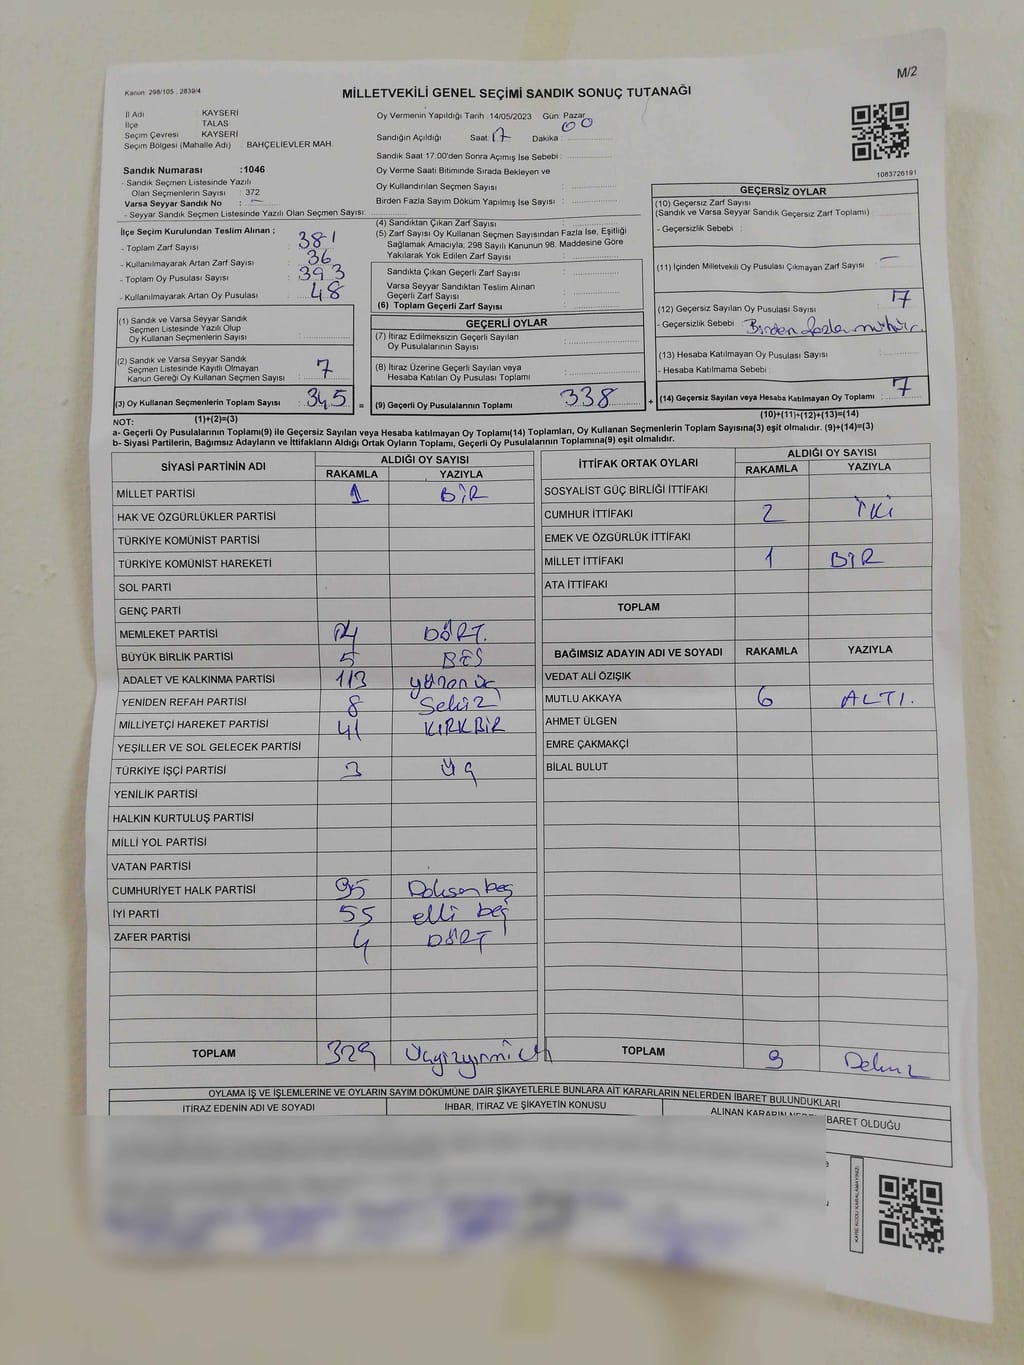 M/2
Kanun: 298/105 , 2839/4
MİLLETVEKİLİ GENEL SEÇİMİ SANDIK SONUÇ TUTANAĞI
İl Adı KAYSERİ
İlçe TALAS
Seçim Çevresi KAYSERİ
Seçim Bölgesi (Mahalle Adı) : BAHÇELİEVLER MAH.
Sandık Numarası :1046
- Sandık Seçmen Listesinde Yazılı
Olan Seçmenlerin Sayısı : 372
Varsa Seyyar Sandık No : -
- Seyyar Sandık Seçmen Listesinde Yazılı Olan Seçmen Sayısı:
Oy Vermenin Yapıldığı Tarih :14/05/2023 Gün: Pazar
Sandığın Açıldığı Saat: 17 Dakika : 00
Sandık Saat 17:00'den Sonra Açımış İse Sebebi :
Oy Verme Saati Bitiminde Sırada Bekleyen ve
Oy Kullandırılan Seçmen Sayısı :
Birden Fazla Sayım Döküm Yapılmış İse Sayısı :
1083726191
İlçe Seçim Kurulundan Teslim Alınan ;
- Toplam Zarf Sayısı : 381
- Kullanılmayarak Artan Zarf Sayısı : 36
- Toplam Oy Pusulası Sayısı : 393
- Kullanılmayarak Artan Oy Pusulası : 48
(1) Sandık ve Varsa Seyyar Sandık
Seçmen Listesinde Yazılı Olup
Oy Kullanan Seçmenlerin Sayısı :
(2) Sandık ve Varsa Seyyar Sandık
Seçmen Listesinde Kayıtlı Olmayan
Kanun Gereği Oy Kullanan Seçmen Sayısı : 7
(3) Oy Kullanan Seçmenlerin Toplam Sayısı : 345 =
(1)+(2)=(3)
(4) Sandıktan Çıkan Zarf Sayısı :
(5) Zarf Sayısı Oy Kullanan Seçmen Sayısından Fazla İse, Eşitliği
Sağlamak Amacıyla; 298 Sayılı Kanunun 98. Maddesine Göre
Yakılarak Yok Edilen Zarf Sayısı :
Sandıkta Çıkan Geçerli Zarf Sayısı :
Varsa Seyyar Sandıktan Teslim Alınan
Geçerli Zarf Sayısı :
(6) Toplam Geçerli Zarf Sayısı :
GEÇERLİ OYLAR
(7) İtiraz Edilmeksizin Geçerli Sayılan
Oy Pusulalarının Sayısı :
(8) İtiraz Üzerine Geçerli Sayılan veya
Hesaba Katılan Oy Pusulası Toplamı :
(9) Geçerli Oy Pusulalarının Toplamı : 338 +
GEÇERSİZ OYLAR
(10) Geçersiz Zarf Sayısı
(Sandık ve Varsa Seyyar Sandık Geçersiz Zarf Toplamı) :
- Geçersizlik Sebebi :
(11) İçinden Milletvekili Oy Pusulası Çıkmayan Zarf Sayısı : -
(12) Geçersiz Sayılan Oy Pusulası Sayısı : 7
- Geçersizlik Sebebi : Birden fazla mühür.
(13) Hesaba Katılmayan Oy Pusulası Sayısı :
- Hesaba Katılmama Sebebi :
(14) Geçersiz Sayılan veya Hesaba Katılmayan Oy Toplamı : 7
(10)+(11)+(12)+(13)=(14)
NOT:
a- Geçerli Oy Pusulalarının Toplamı(9) ile Geçersiz Sayılan veya Hesaba Katılmayan Oy Toplamı(14) Toplamları, Oy Kullanan Seçmenlerin Toplam Sayısına(3) eşit olmalıdır. (9)+(14)=(3)
b- Siyasi Partilerin, Bağımsız Adayların ve İttifakların Aldığı Ortak Oyların Toplamı, Geçerli Oy Pusulalarının Toplamına(9) eşit olmalıdır.
SİYASİ PARTİNİN ADI ALDIĞI OY SAYISI
RAKAMLA YAZIYLA
MİLLET PARTİSİ 1 BİR
HAK VE ÖZGÜRLÜKLER PARTİSİ
TÜRKİYE KOMÜNİST PARTİSİ
TÜRKİYE KOMÜNİST HAREKETİ
SOL PARTİ
GENÇ PARTİ
MEMLEKET PARTİSİ 4 DÖRT.
BÜYÜK BİRLİK PARTİSİ 5 BEŞ
ADALET VE KALKINMA PARTİSİ 113 yüzonüç
YENİDEN REFAH PARTİSİ 8 Sekiz
MİLLİYETÇİ HAREKET PARTİSİ 41 KIRKBİR
YEŞİLLER VE SOL GELECEK PARTİSİ
TÜRKİYE İŞÇİ PARTİSİ 3 üç
YENİLİK PARTİSİ
HALKIN KURTULUŞ PARTİSİ
MİLLİ YOL PARTİSİ
VATAN PARTİSİ
CUMHURİYET HALK PARTİSİ 95 Doksan beş
İYİ PARTİ 55 elli beş
ZAFER PARTİSİ 4 DÖRT
TOPLAM 329
İTTİFAK ORTAK OYLARI ALDIĞI OY SAYISI
RAKAMLA YAZIYLA
SOSYALİST GÜÇ BİRLİĞİ İTTİFAKI
CUMHUR İTTİFAKI 2 İKİ
EMEK VE ÖZGÜRLÜK İTTİFAKI
MİLLET İTTİFAKI 1 BİR
ATA İTTİFAKI
TOPLAM
BAĞIMSIZ ADAYIN ADI VE SOYADI RAKAMLA YAZIYLA
VEDAT ALİ ÖZIŞIK
MUTLU AKKAYA 6 ALTI.
AHMET ÜLGEN
EMRE ÇAKMAKÇİ
BİLAL BULUT
TOPLAM 9
OYLAMA İŞ VE İŞLEMLERİNE VE OYLARIN SAYIM DÖKÜMÜNE DAİR ŞİKAYETLERLE BUNLARA AİT KARARLARIN NELERDEN İBARET BULUNDUKLARI
İTİRAZ EDENİN ADI VE SOYADI İHBAR, İTİRAZ VE ŞİKAYETİN KONUSU ALINAN KARARIN NEDEN İBARET OLDUĞU
KARE KODU KARALAMAYINIZ!